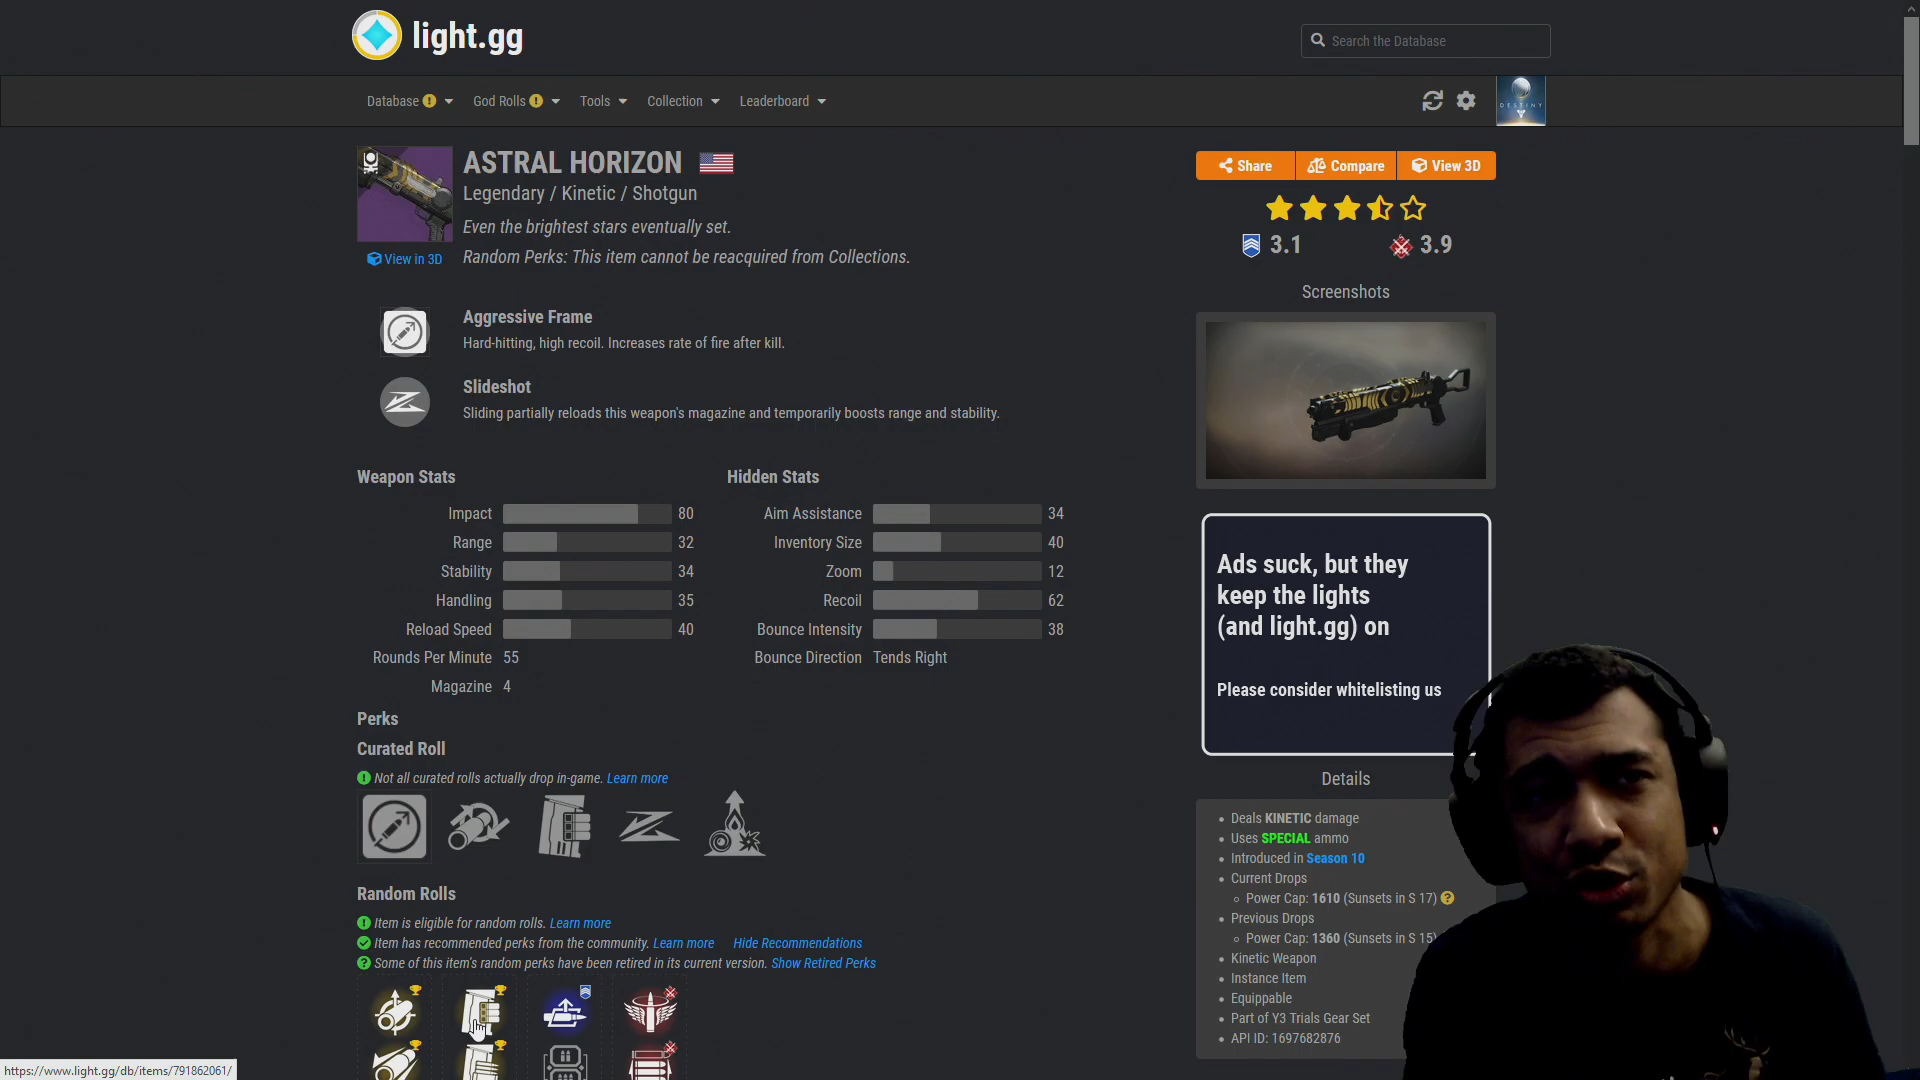 light.gg
Search the Database
Database God Rolls Tools Collection Leaderboard
DESTINY
ASTRAL HORIZON
Legendary / Kinetic / Shotgun
Even the brightest stars eventually set.
View in 3D
Random Perks: This item cannot be reacquired from Collections.
Share Compare View 3D
3.1 3.9
Screenshots
Aggressive Frame
Hard-hitting, high recoil. Increases rate of fire after kill.
Slideshot
Sliding partially reloads this weapon's magazine and temporarily boosts range and stability.
Weapon Stats
Impact 80
Range 32
Stability 34
Handling 35
Reload Speed 40
Rounds Per Minute 55
Magazine 4
Hidden Stats
Aim Assistance 34
Inventory Size 40
Zoom 12
Recoil 62
Bounce Intensity 38
Bounce Direction Tends Right
Ads suck, but they
keep the lights
(and light.gg) on
Please consider whitelisting us
Perks
Curated Roll
Not all curated rolls actually drop in-game. Learn more
Random Rolls
Item is eligible for random rolls. Learn more
Item has recommended perks from the community. Learn more Hide Recommendations
Some of this item's random perks have been retired in its current version. Show Retired Perks
Details
Deals KINETIC damage
Uses SPECIAL ammo
Introduced in Season 10
Current Drops
Power Cap: 1610 (Sunsets in S 17)
Previous Drops
Power Cap: 1360 (Sunsets in S 15)
Kinetic Weapon
Instance Item
Equippable
Part of Y3 Trials Gear Set
API ID: 1697682876
https://www.light.gg/db/items/791862061/